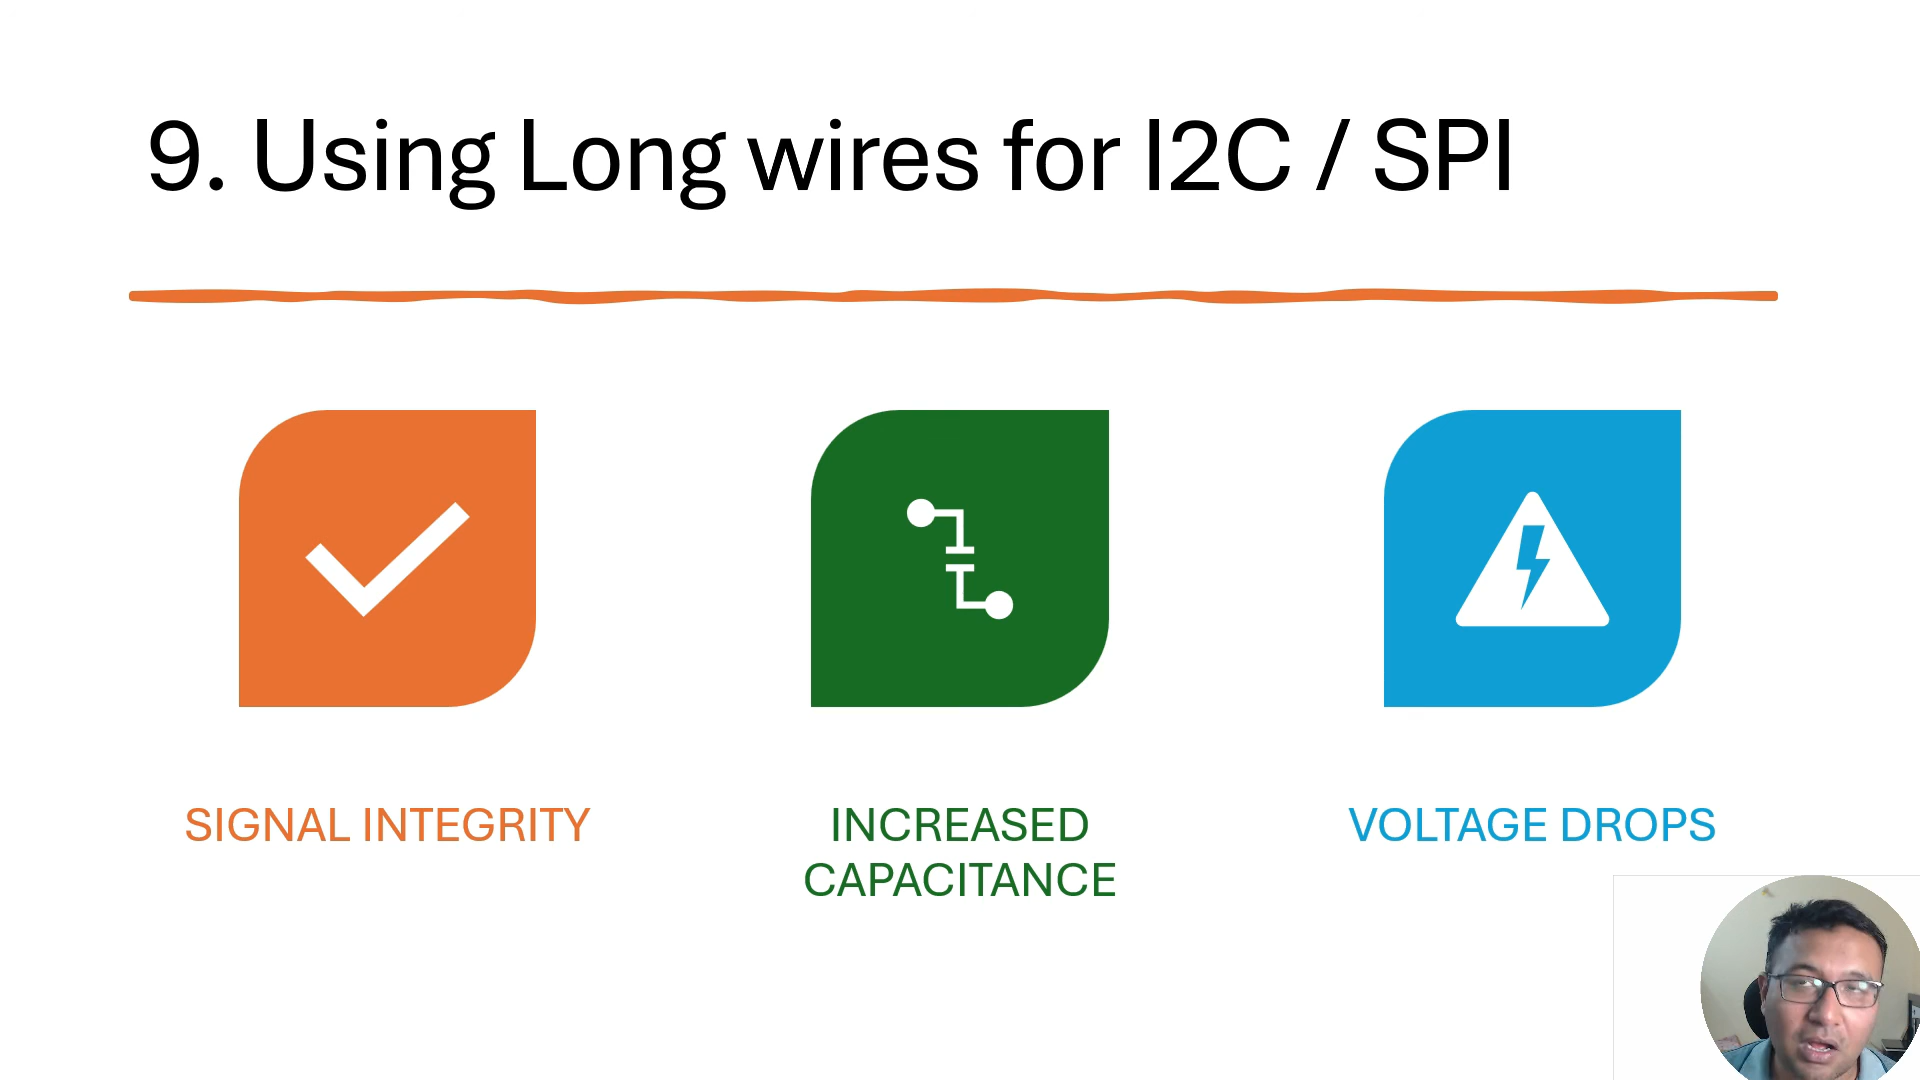 9. Using Long wires for I2C / SPI
SIGNAL INTEGRITY
INCREASED
CAPACITANCE
VOLTAGE DROPS